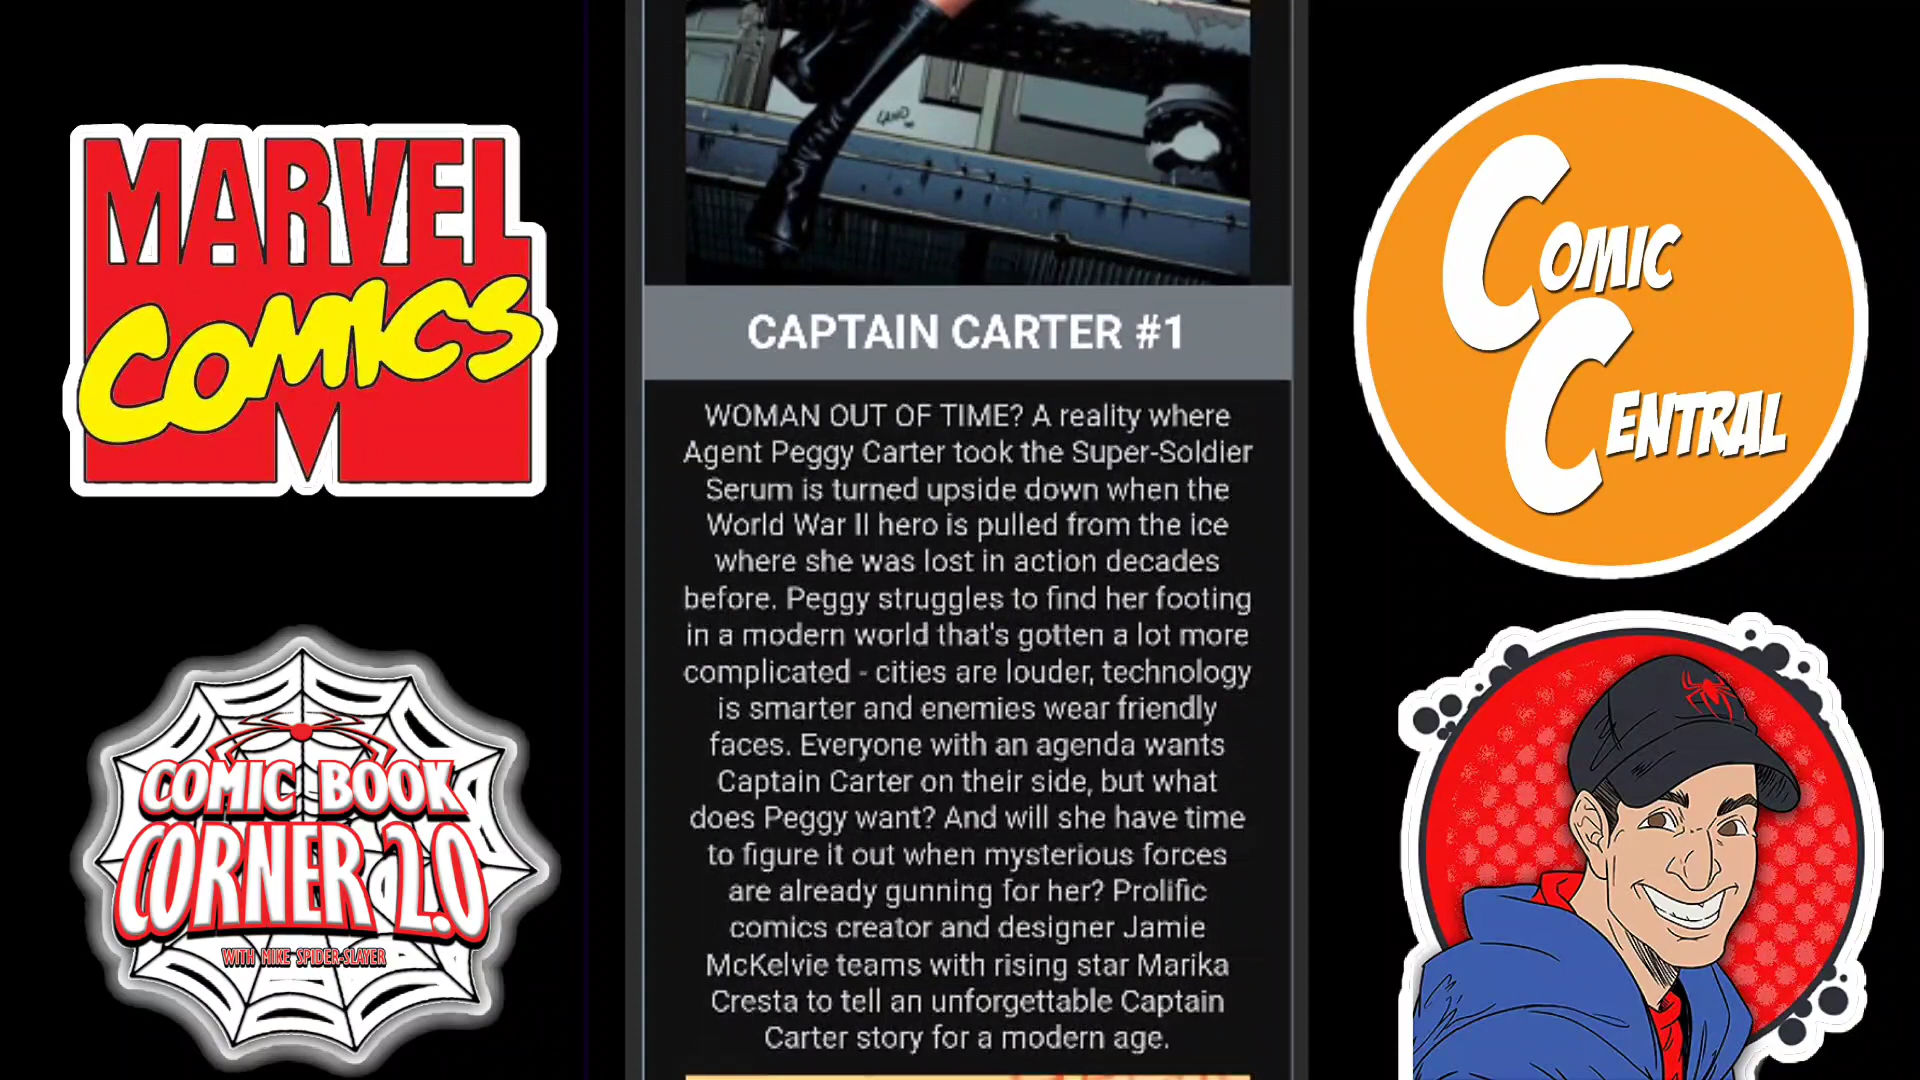 MARVEL
COMICS
COMIC BOOK
CORNER 2.0
WITH MIKE SPIDER-SLAYER
LAND
CAPTAIN CARTER #1
WOMAN OUT OF TIME? A reality where
Agent Peggy Carter took the Super-Soldier
Serum is turned upside down when the
World War II hero is pulled from the ice
where she was lost in action decades
before. Peggy struggles to find her footing
in a modern world that's gotten a lot more
complicated - cities are louder, technology
is smarter and enemies wear friendly
faces. Everyone with an agenda wants
Captain Carter on their side, but what
does Peggy want? And will she have time
to figure it out when mysterious forces
are already gunning for her? Prolific
comics creator and designer Jamie
McKelvie teams with rising star Marika
Cresta to tell an unforgettable Captain
Carter story for a modern age.
COMIC
CENTRAL